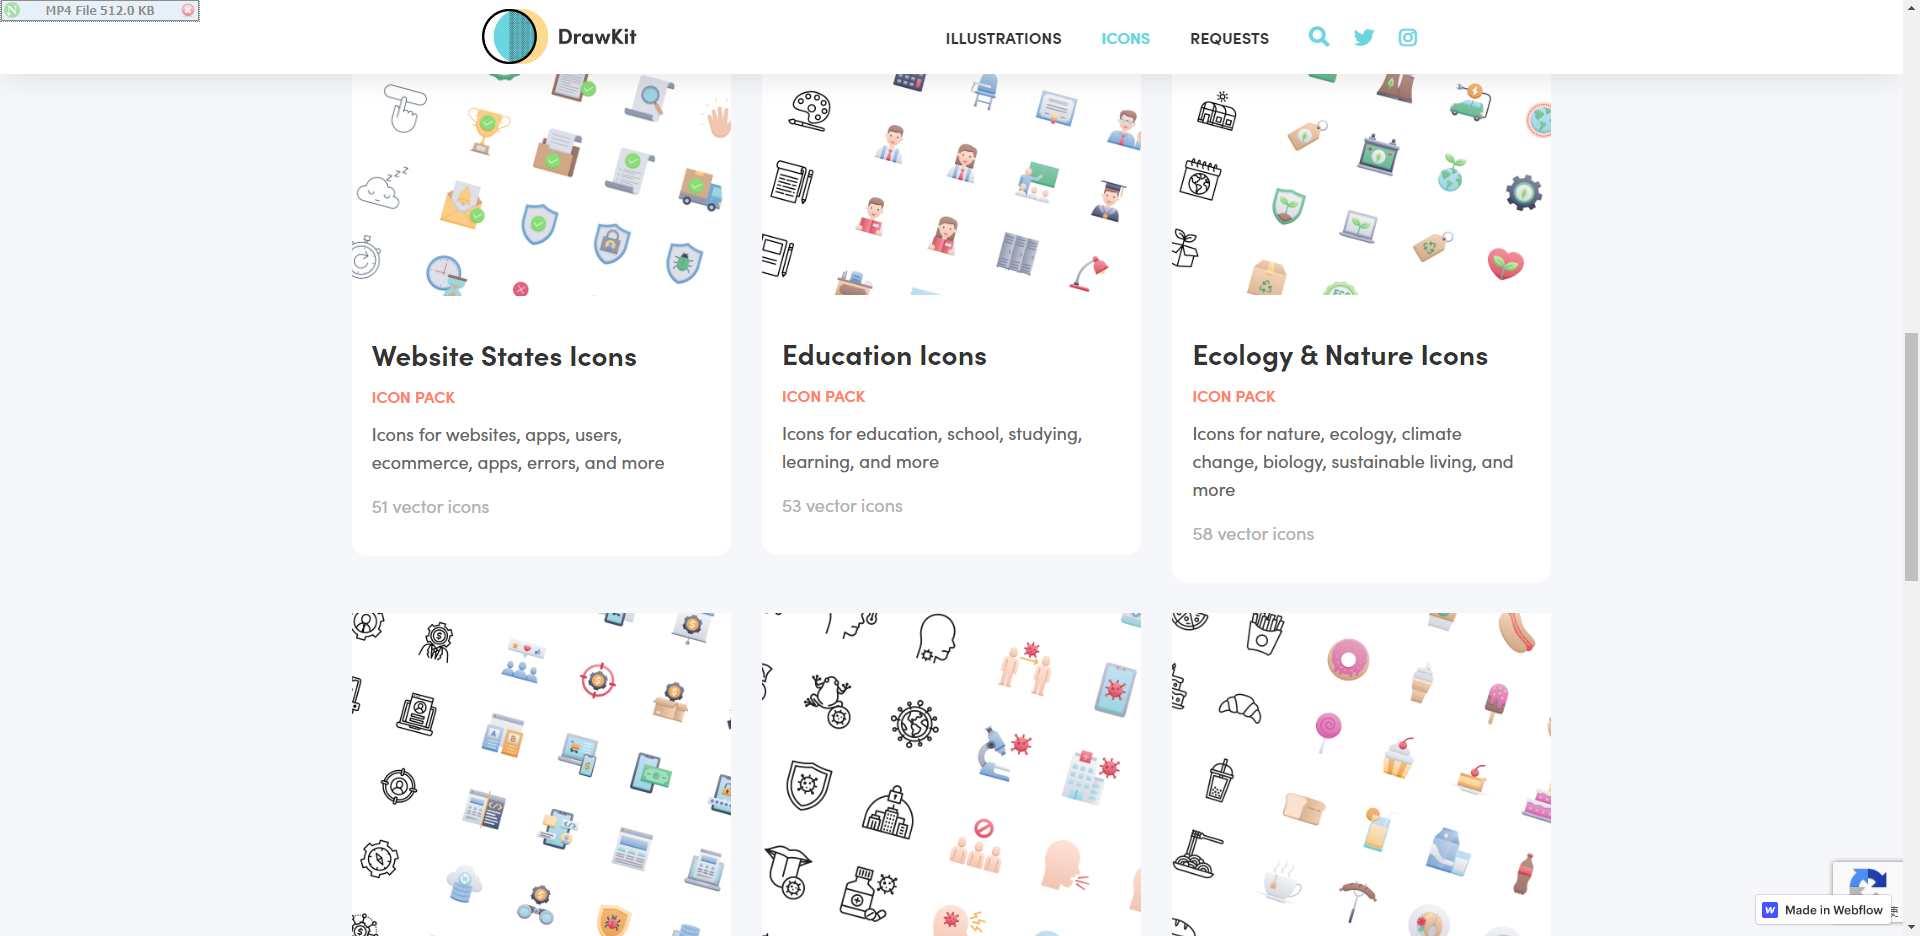 MP4 File 512.0 KB
DrawKit
ILLUSTRATIONS
ICONS
REQUESTS
Website States Icons
ICON PACK
Icons for websites, apps, users,
ecommerce, apps, errors, and more
51 vector icons
Education Icons
ICON PACK
Icons for education, school, studying,
learning, and more
53 vector icons
Ecology & Nature Icons
ICON PACK
Icons for nature, ecology, climate
change, biology, sustainable living, and
more
58 vector icons
Made in Webflow